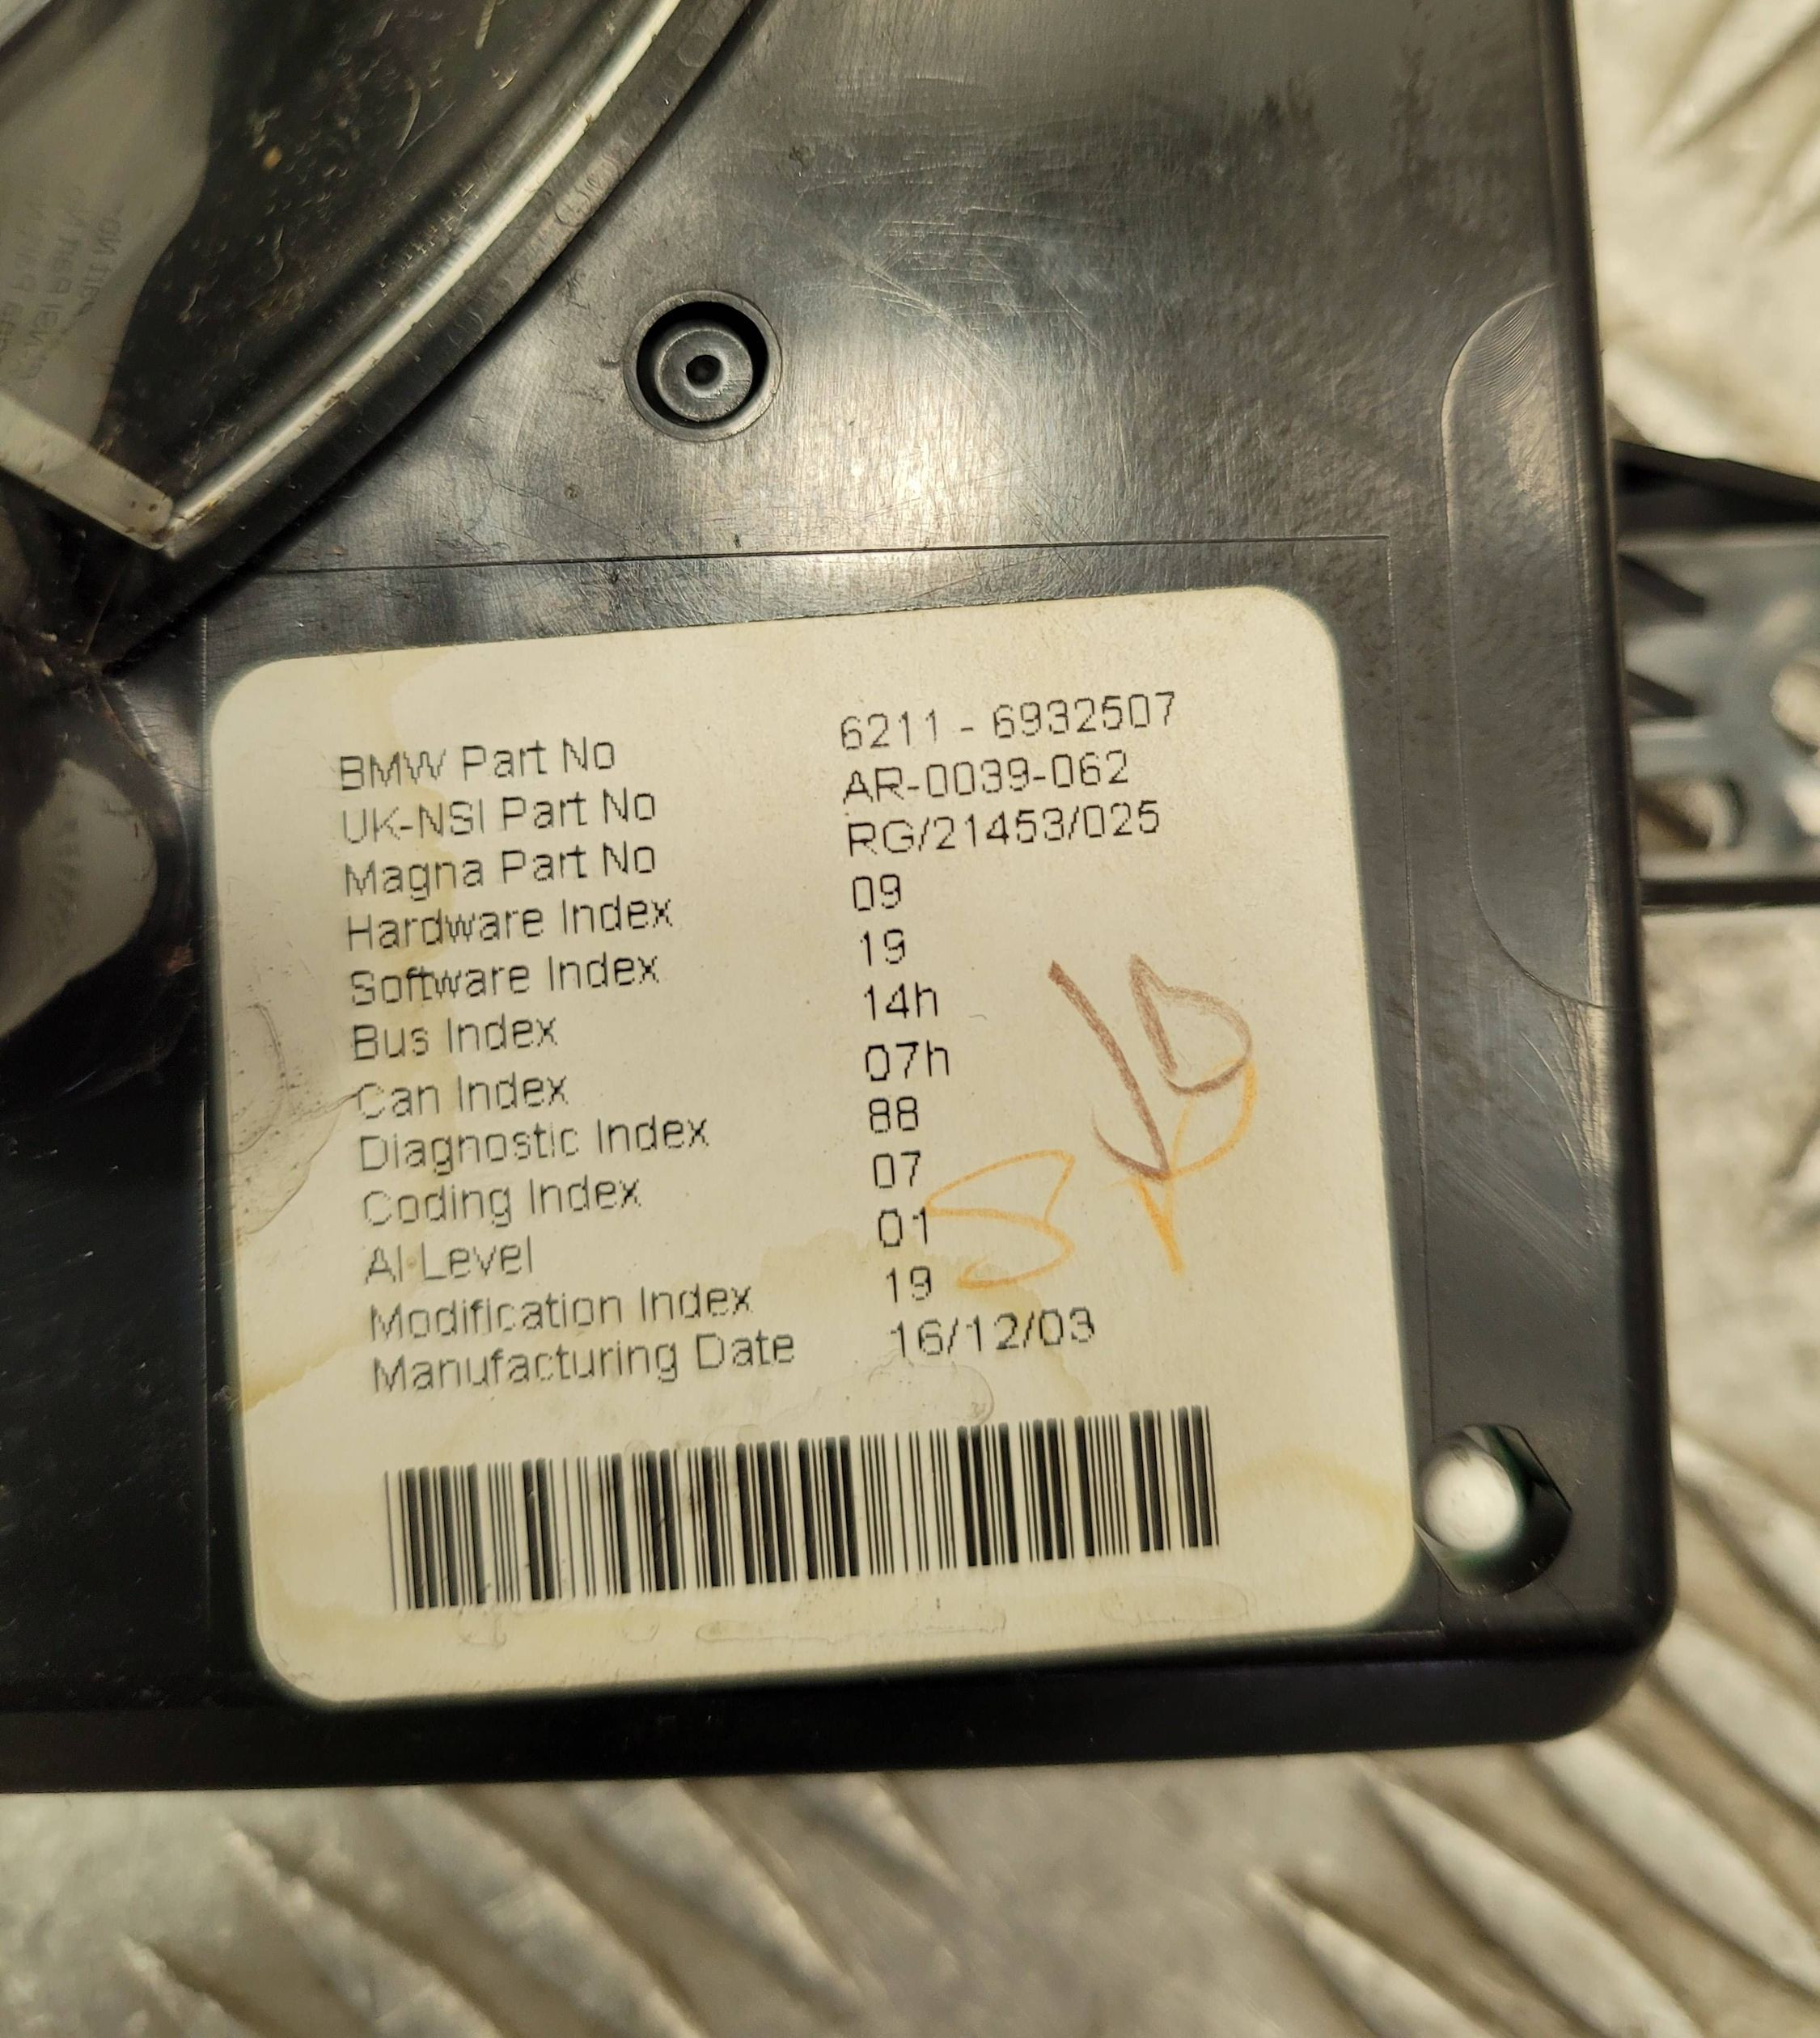 BMW Part No 6211 - 6932507
UK-NSI Part No AR-0039-062
Magna Part No RG/21453/025
Hardware Index 09
Software Index 19
Bus Index 14h
Can Index 07h
Diagnostic Index 88
Coding Index 07
AI Level 01
Modification Index 19
Manufacturing Date 16/12/03